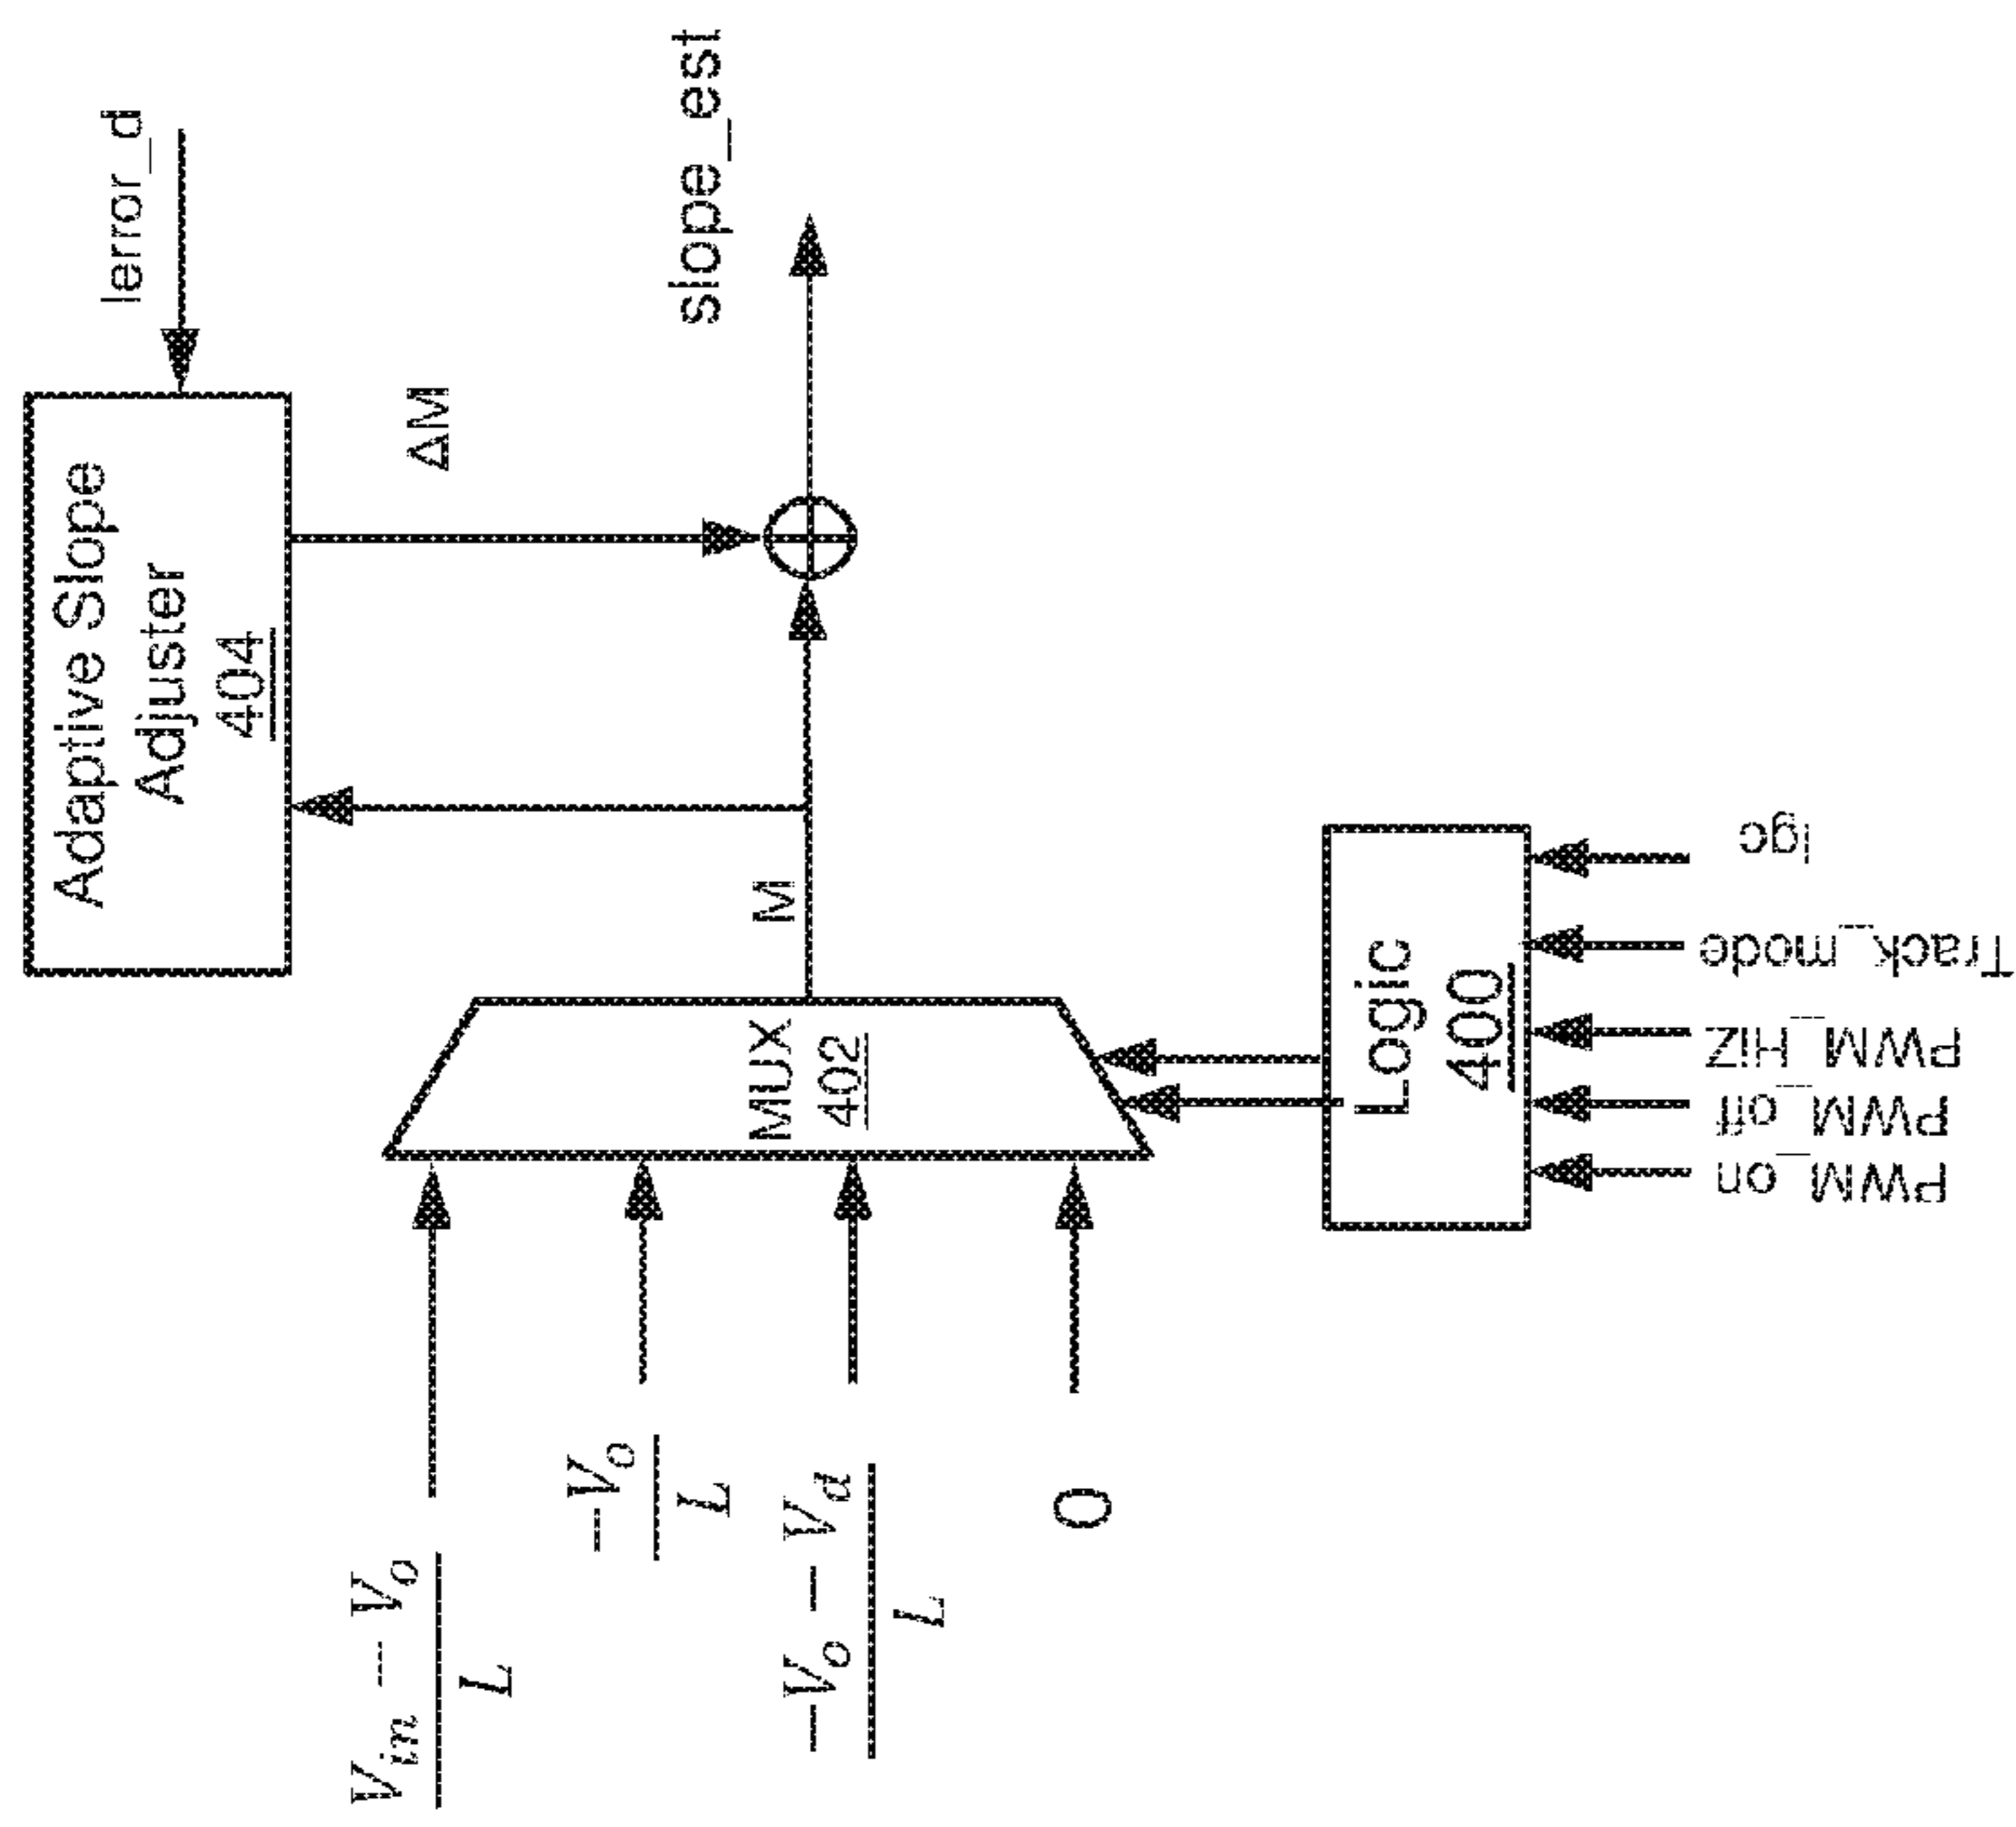 Adaptive Slope
Adjuster
404
Ierror_d
ΔM
slope_est
M
V_in − V_o
L
−V_o
L
−V_o − V_d
L
0
MUX
402
Logic
400
PWM_on
PWM_off
PWM_HiZ
Track_mode
Igc